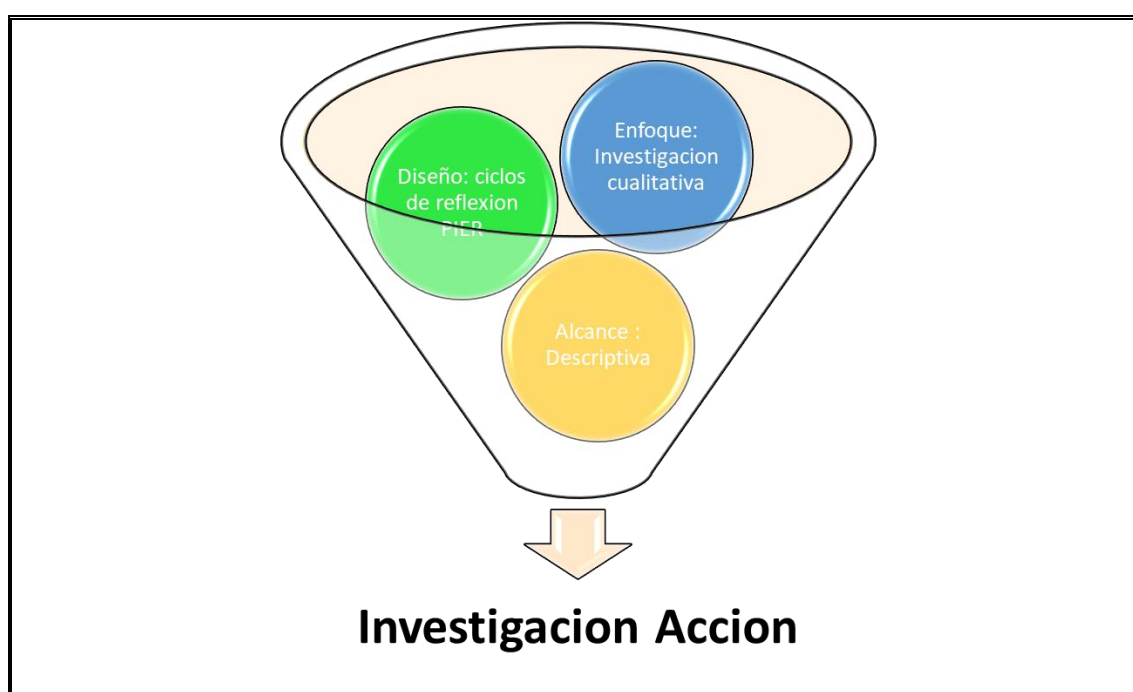 Diseño: ciclos
de reflexion
PIER
Enfoque:
Investigacion
cualitativa
Alcance :
Descriptiva
Investigacion Accion